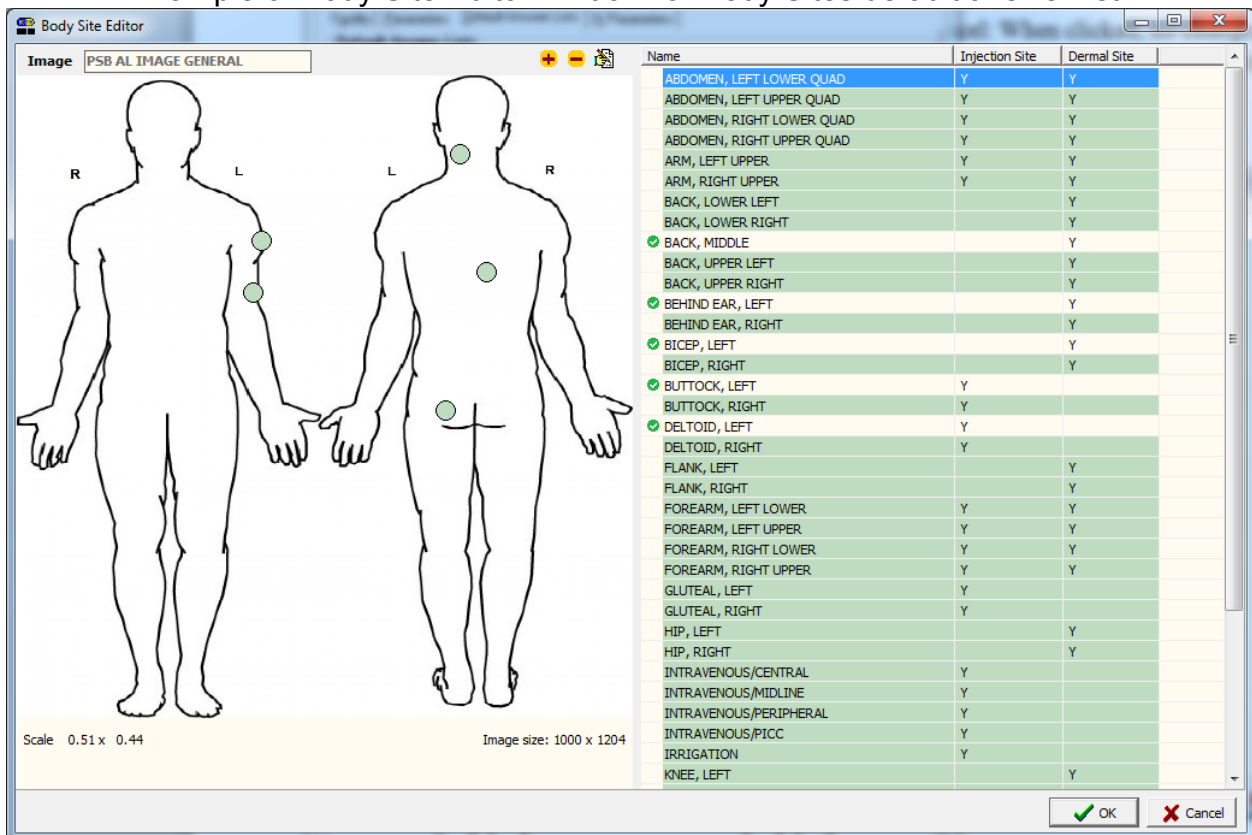 Body Site Editor
Image PSB AL IMAGE GENERAL
R L L R
Scale 0.51 x 0.44 Image size: 1000 x 1204
Name Injection Site Dermal Site
ABDOMEN, LEFT LOWER QUAD Y Y
ABDOMEN, LEFT UPPER QUAD Y Y
ABDOMEN, RIGHT LOWER QUAD Y Y
ABDOMEN, RIGHT UPPER QUAD Y Y
ARM, LEFT UPPER Y Y
ARM, RIGHT UPPER Y Y
BACK, LOWER LEFT Y
BACK, LOWER RIGHT Y
BACK, MIDDLE Y
BACK, UPPER LEFT Y
BACK, UPPER RIGHT Y
BEHIND EAR, LEFT Y
BEHIND EAR, RIGHT Y
BICEP, LEFT Y
BICEP, RIGHT Y
BUTTOCK, LEFT Y
BUTTOCK, RIGHT Y
DELTOID, LEFT Y
DELTOID, RIGHT Y
FLANK, LEFT Y
FLANK, RIGHT Y
FOREARM, LEFT LOWER Y Y
FOREARM, LEFT UPPER Y Y
FOREARM, RIGHT LOWER Y Y
FOREARM, RIGHT UPPER Y Y
GLUTEAL, LEFT Y
GLUTEAL, RIGHT Y
HIP, LEFT Y
HIP, RIGHT Y
INTRAVENOUS/CENTRAL Y
INTRAVENOUS/MIDLINE Y
INTRAVENOUS/PERIPHERAL Y
INTRAVENOUS/PICC Y
IRRIGATION Y
KNEE, LEFT Y
OK Cancel